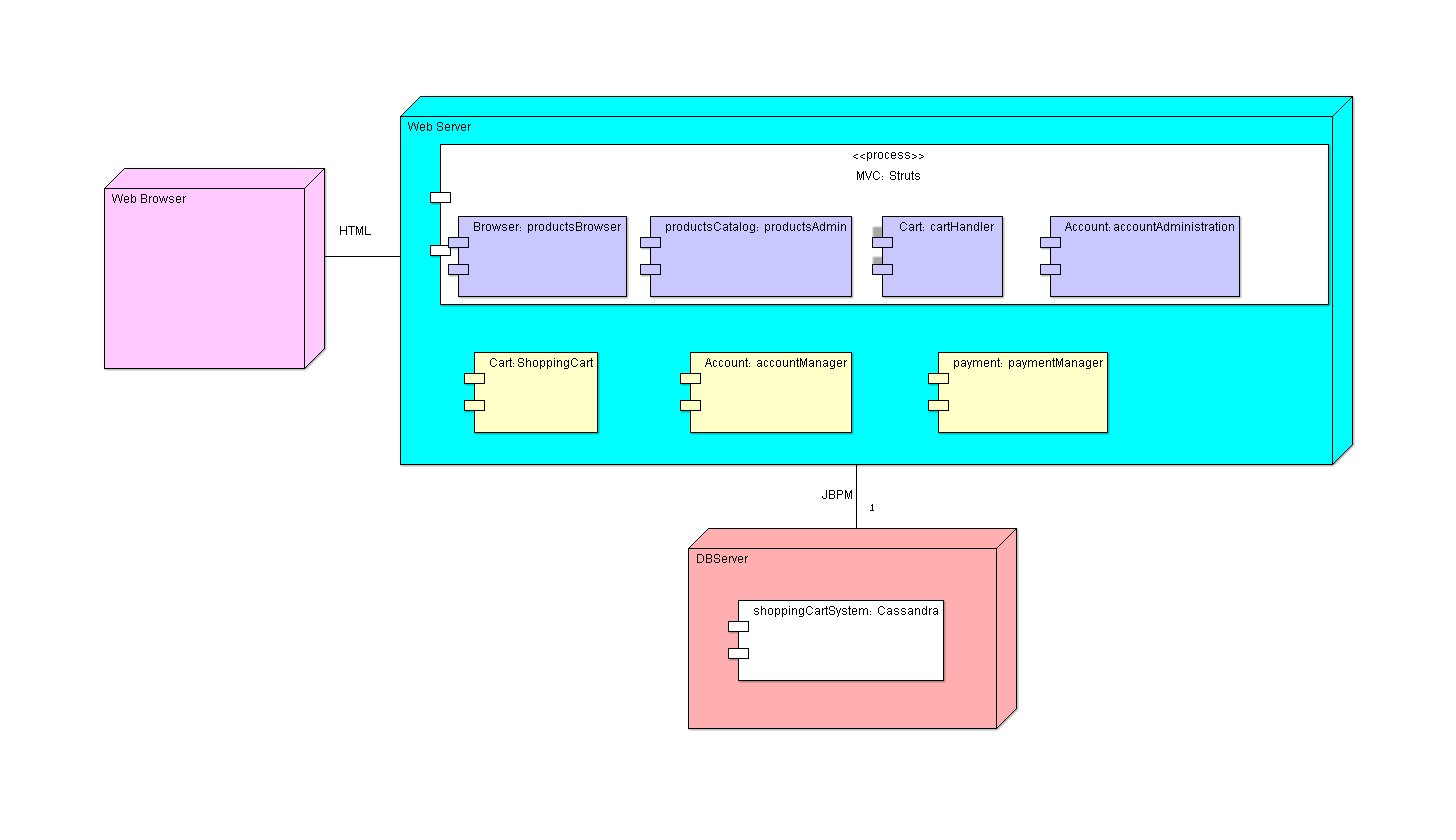 Web Server
<<process>>
MVC: Struts
Web Browser
HTML
Browser: productsBrowser
productsCatalog: productsAdmin
Cart: cartHandler
Account: accountAdministration
Cart: ShoppingCart
Account: accountManager
payment: paymentManager
JBPM
1
DBServer
shoppingCartSystem: Cassandra